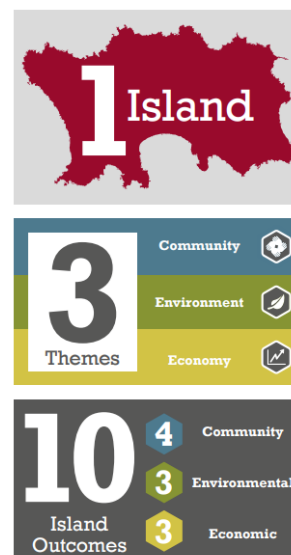 1 Island
3
Themes
Community
Environment
Economy
10
Island
Outcomes
4 Community
3 Environmental
3 Economic